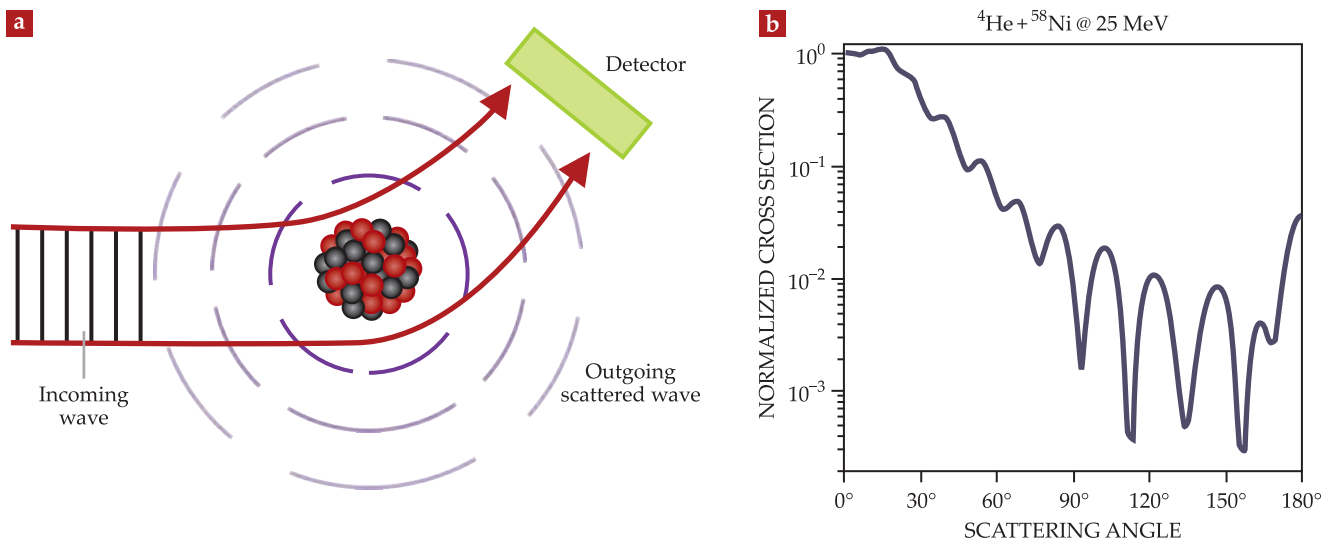 a
Detector
Incoming
wave
Outgoing
scattered wave
b
⁴He + ⁵⁸Ni @ 25 MeV
NORMALIZED CROSS SECTION
10⁰
10⁻¹
10⁻²
10⁻³
0° 30° 60° 90° 120° 150° 180°
SCATTERING ANGLE